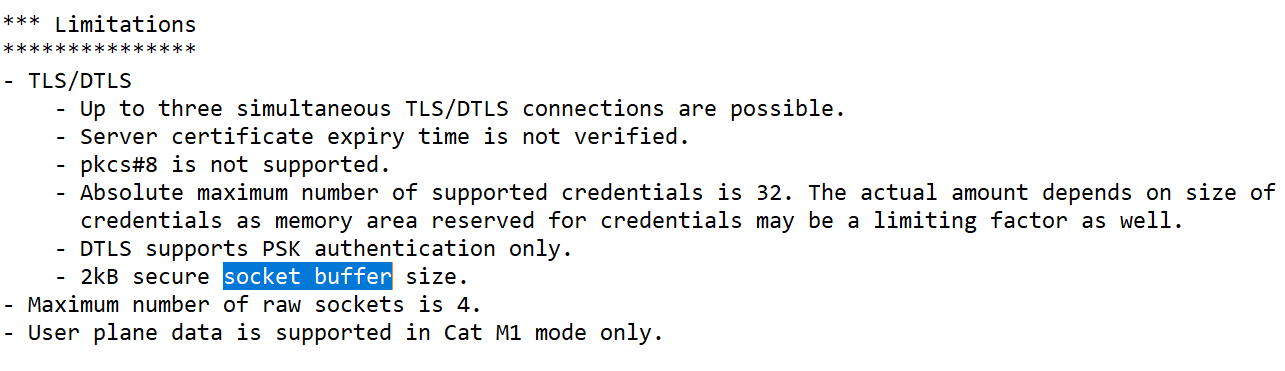 *** Limitations
***************
- TLS/DTLS
- Up to three simultaneous TLS/DTLS connections are possible.
- Server certificate expiry time is not verified.
- pkcs#8 is not supported.
- Absolute maximum number of supported credentials is 32. The actual amount depends on size of
credentials as memory area reserved for credentials may be a limiting factor as well.
- DTLS supports PSK authentication only.
- 2kB secure socket buffer size.
- Maximum number of raw sockets is 4.
- User plane data is supported in Cat M1 mode only.